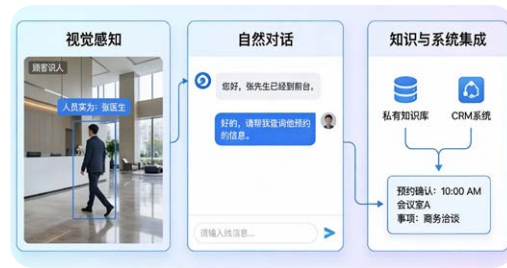 视觉感知
顾客识人
人员实为：张医生
自然对话
您好，张先生已经到前台。
好的，请帮我查询他预约
的信息。
请输入线信息...
知识与系统集成
私有知识库
CRM系统
预约确认：10:00 AM
会议室A
事项：商务洽谈